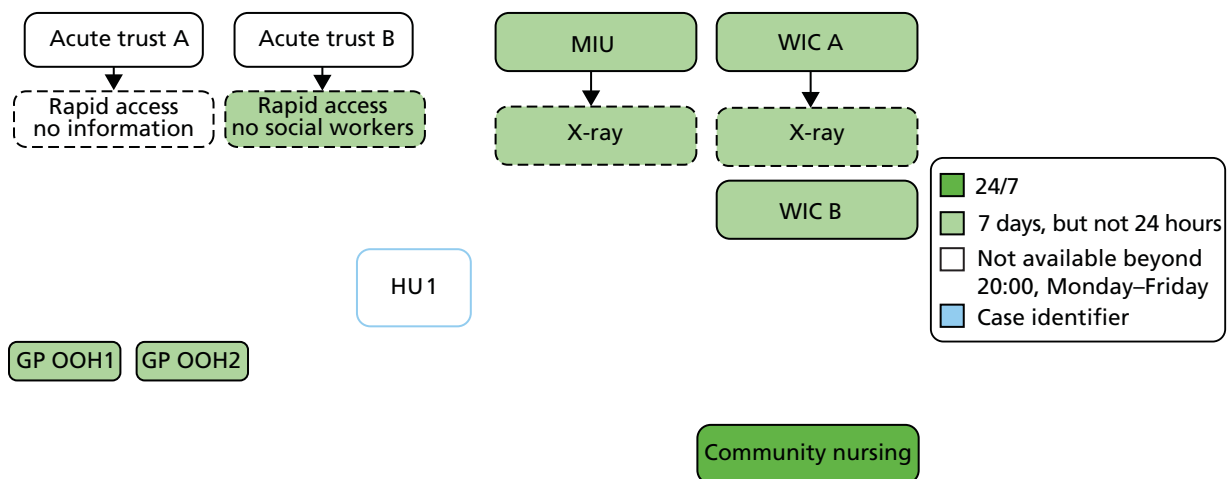 Acute trust A
Acute trust B
MIU
WIC A
Rapid access
no information
Rapid access
no social workers
X-ray
X-ray
WIC B
24/7
7 days, but not 24 hours
Not available beyond
20:00, Monday–Friday
Case identifier
HU1
GP OOH1
GP OOH2
Community nursing